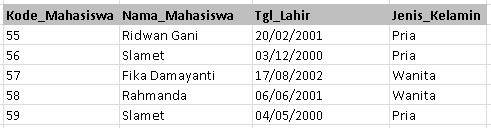 Kode_Mahasiswa Nama_Mahasiswa Tgl_Lahir Jenis_Kelamin
55 Ridwan Gani 20/02/2001 Pria
56 Slamet 03/12/2000 Pria
57 Fika Damayanti 17/08/2002 Wanita
58 Rahmanda 06/06/2001 Wanita
59 Slamet 04/05/2000 Pria